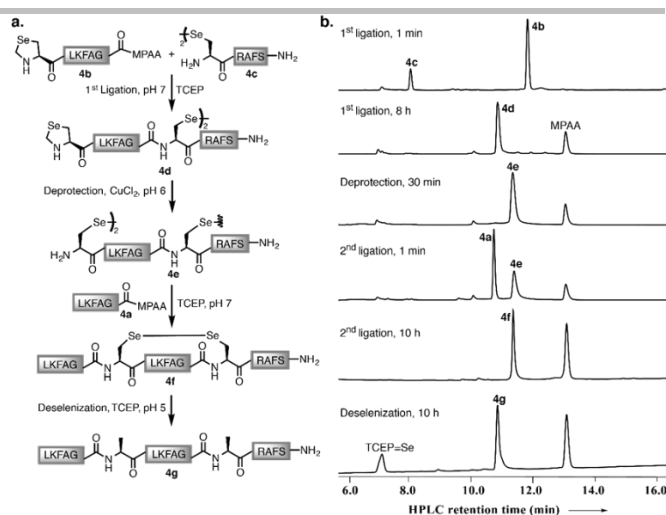 a.
Se
HN
O
LKFAG
O
MPAA
4b
+
2
Se
H2N
O
RAFS
NH2
4c
1st Ligation, pH 7
TCEP
Se
HN
O
LKFAG
O
N
H
Se
2
O
RAFS
NH2
4d
Deprotection, CuCl2, pH 6
Se
2
H2N
O
LKFAG
O
N
H
Se
O
RAFS
NH2
4e
LKFAG
O
MPAA
4a
TCEP, pH 7
Se
Se
LKFAG
O
N
H
O
LKFAG
O
N
H
O
RAFS
NH2
4f
Deselenization, TCEP, pH 5
LKFAG
O
N
H
O
LKFAG
O
N
H
O
RAFS
NH2
4g
b.
1st ligation, 1 min
4c
4b
1st ligation, 8 h
4d
MPAA
Deprotection, 30 min
4e
2nd ligation, 1 min
4a
4e
2nd ligation, 10 h
4f
Deselenization, 10 h
4g
TCEP=Se
6.0 8.0 10.0 12.0 14.0 16.0
HPLC retention time (min)